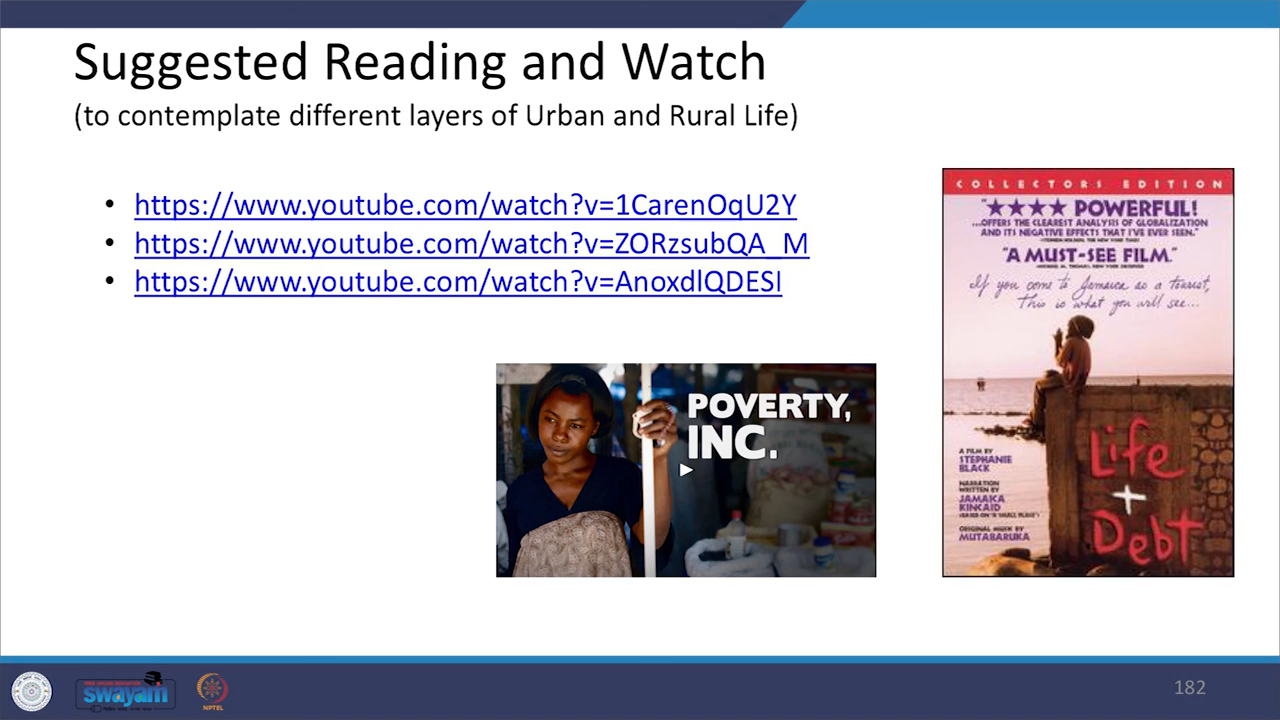 Suggested Reading and Watch
(to contemplate different layers of Urban and Rural Life)
• https://www.youtube.com/watch?v=1CarenOqU2Y
• https://www.youtube.com/watch?v=ZORzsubQA_M
• https://www.youtube.com/watch?v=AnoxdlQDESI
POVERTY,
INC.
COLLECTORS EDITION
"★★★★ POWERFUL!
...OFFERS THE CLEAREST ANALYSIS OF GLOBALIZATION
AND ITS NEGATIVE EFFECTS THAT I'VE EVER SEEN."
"A MUST-SEE FILM."
If you come to Jamaica as a tourist,
This is what you will see...
Life
+
Debt
A FILM BY
STEPHANIE
BLACK
NARRATION
WRITTEN BY
JAMAICA
KINCAID
ORIGINAL MUSIC BY
MUTABARUKA
swayam
NPTEL
182